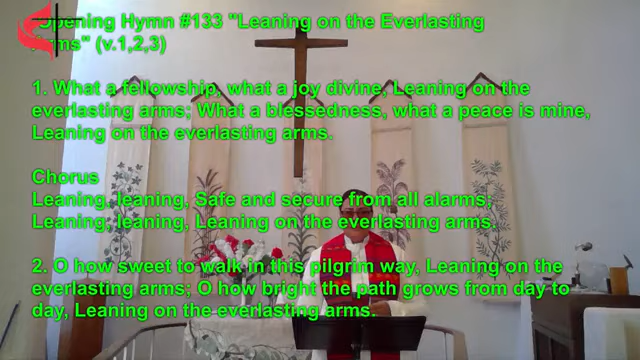 Opening Hymn #133 "Leaning on the Everlasting
Arms" (v.1,2,3)
1. What a fellowship, what a joy divine, Leaning on the
everlasting arms; What a blessedness, what a peace is mine,
Leaning on the everlasting arms.
Chorus
Leaning, leaning, Safe and secure from all alarms;
Leaning, leaning, Leaning on the everlasting arms.
2. O how sweet to walk in this pilgrim way, Leaning on the
everlasting arms; O how bright the path grows from day to
day, Leaning on the everlasting arms.